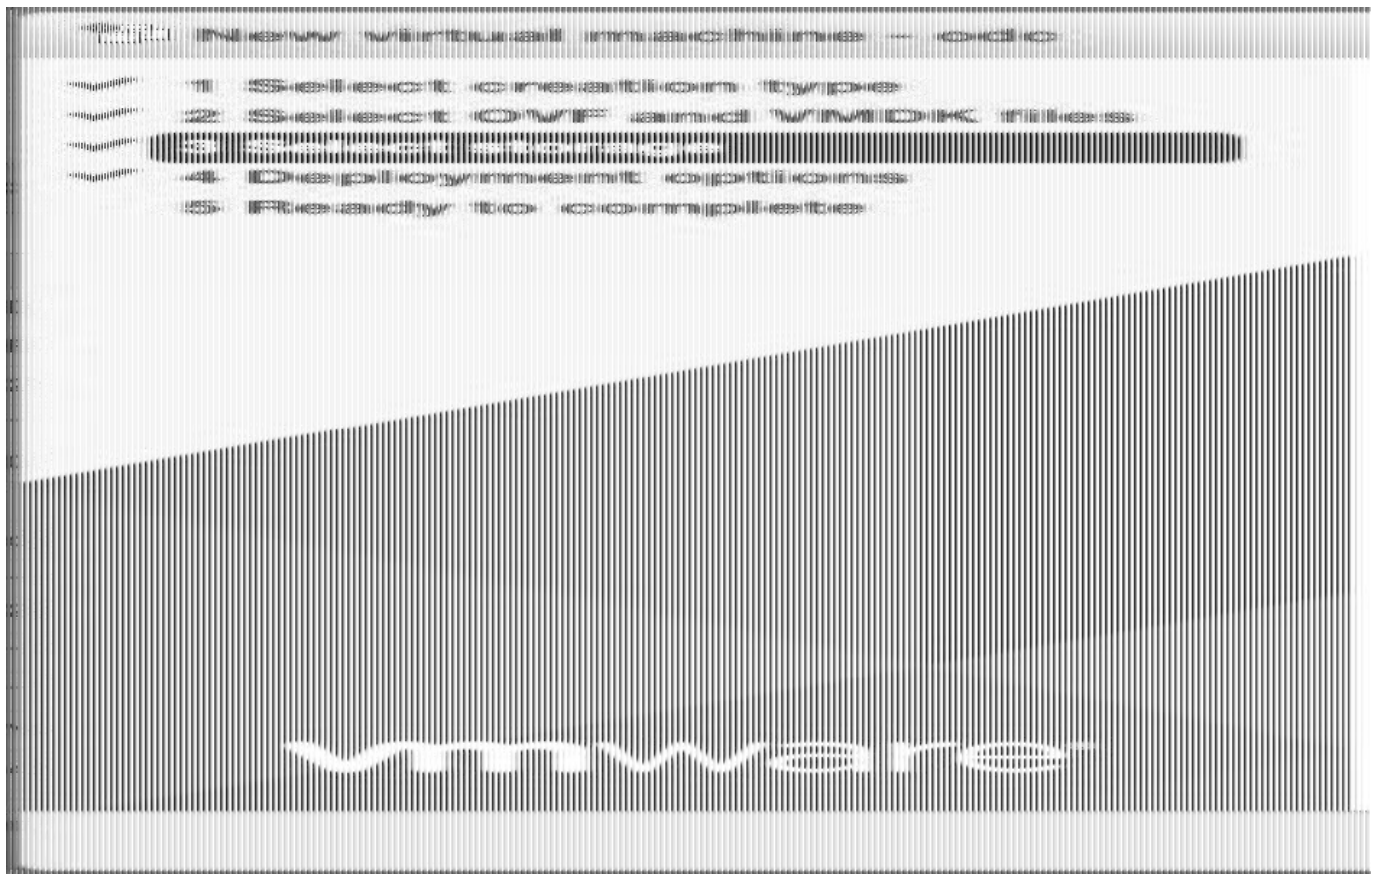 New virtual machine - odc
1 Select creation type
2 Select OVF and VMDK files
3 Select storage
4 Deployment options
5 Ready to complete
vmware